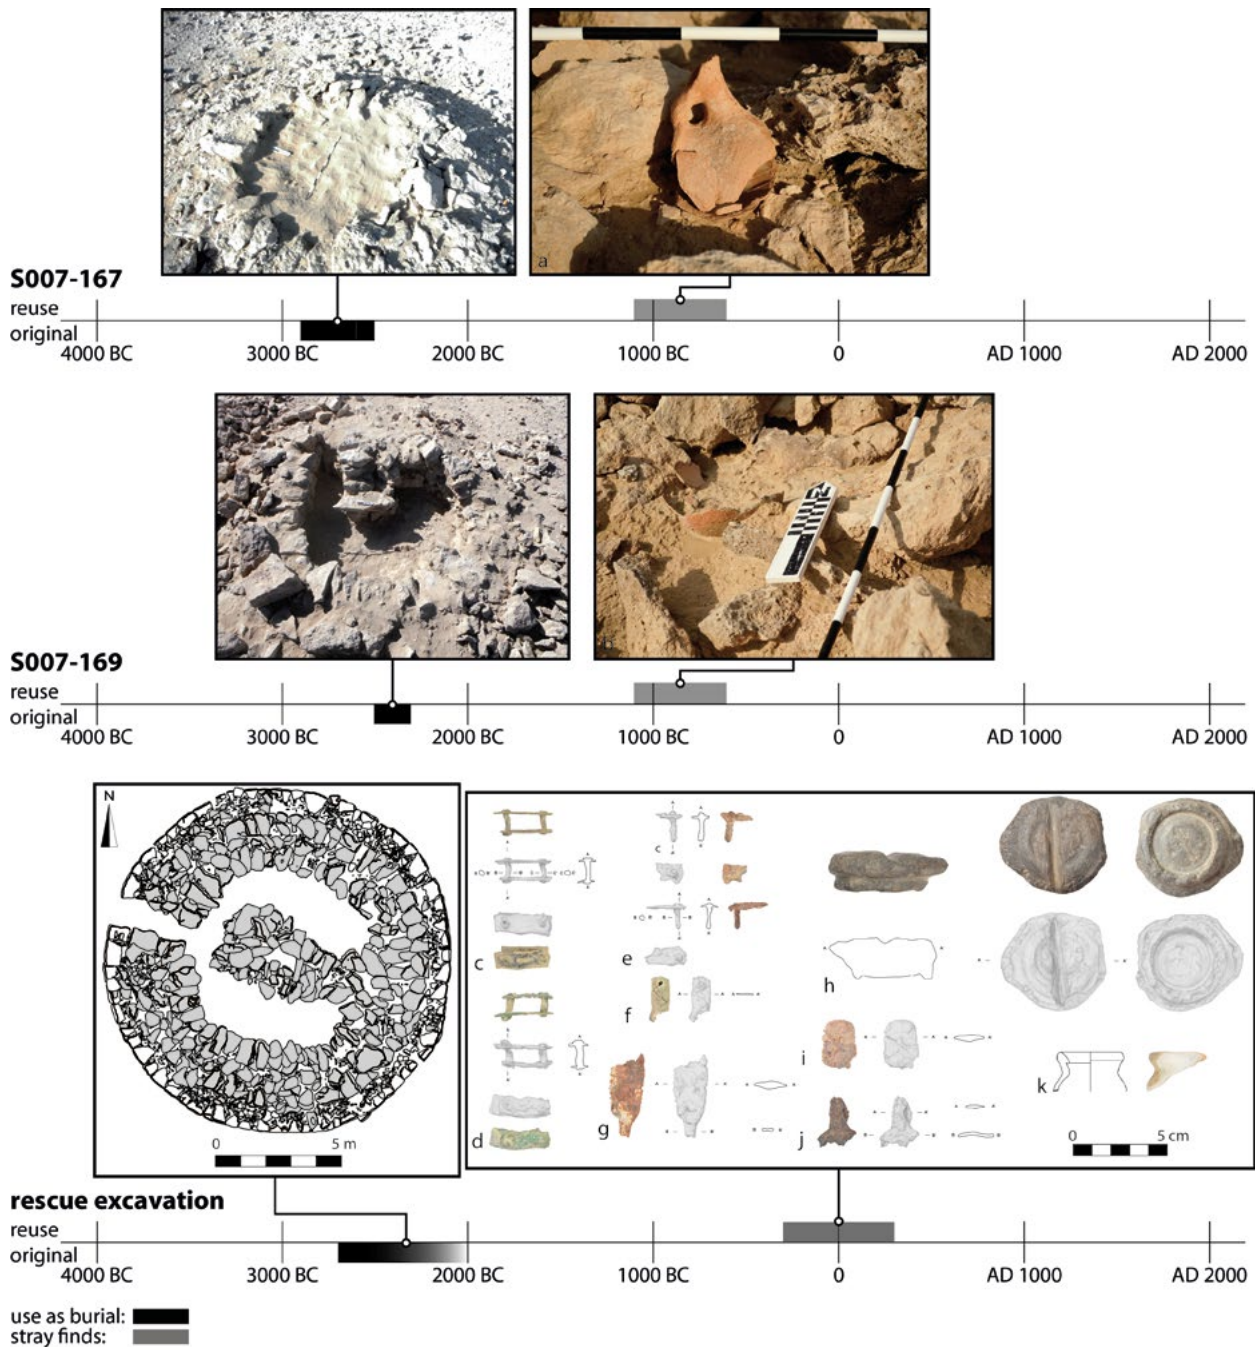 a
S007-167
reuse
original
4000 BC 3000 BC 2000 BC 1000 BC 0 AD 1000 AD 2000
S007-169
reuse
original
4000 BC 3000 BC 2000 BC 1000 BC 0 AD 1000 AD 2000
N
0 5 m
c
c
d
e
f
g
h
i
j
k
0 5 cm
rescue excavation
reuse
original
4000 BC 3000 BC 2000 BC 1000 BC 0 AD 1000 AD 2000
use as burial:
stray finds: